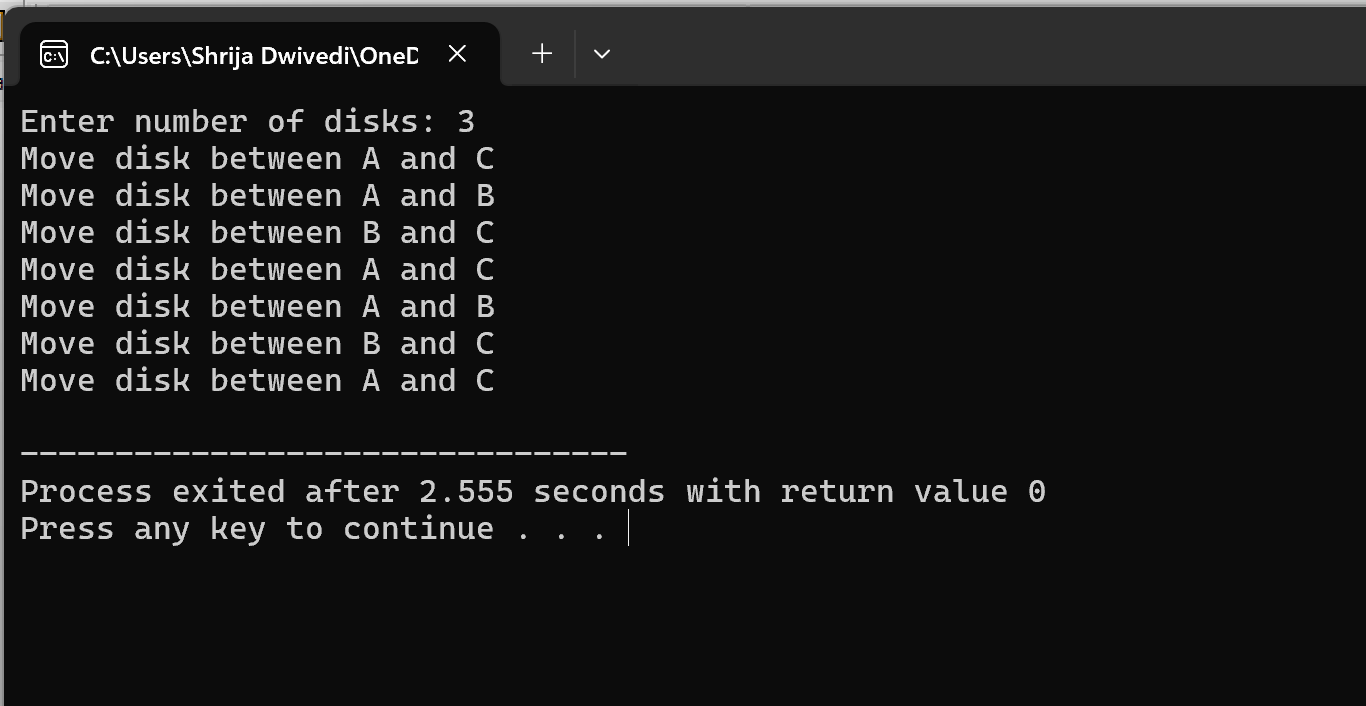 C:\Users\Shrija Dwivedi\OneD
Enter number of disks: 3
Move disk between A and C
Move disk between A and B
Move disk between B and C
Move disk between A and C
Move disk between A and B
Move disk between B and C
Move disk between A and C
--------------------------------
Process exited after 2.555 seconds with return value 0
Press any key to continue . . .